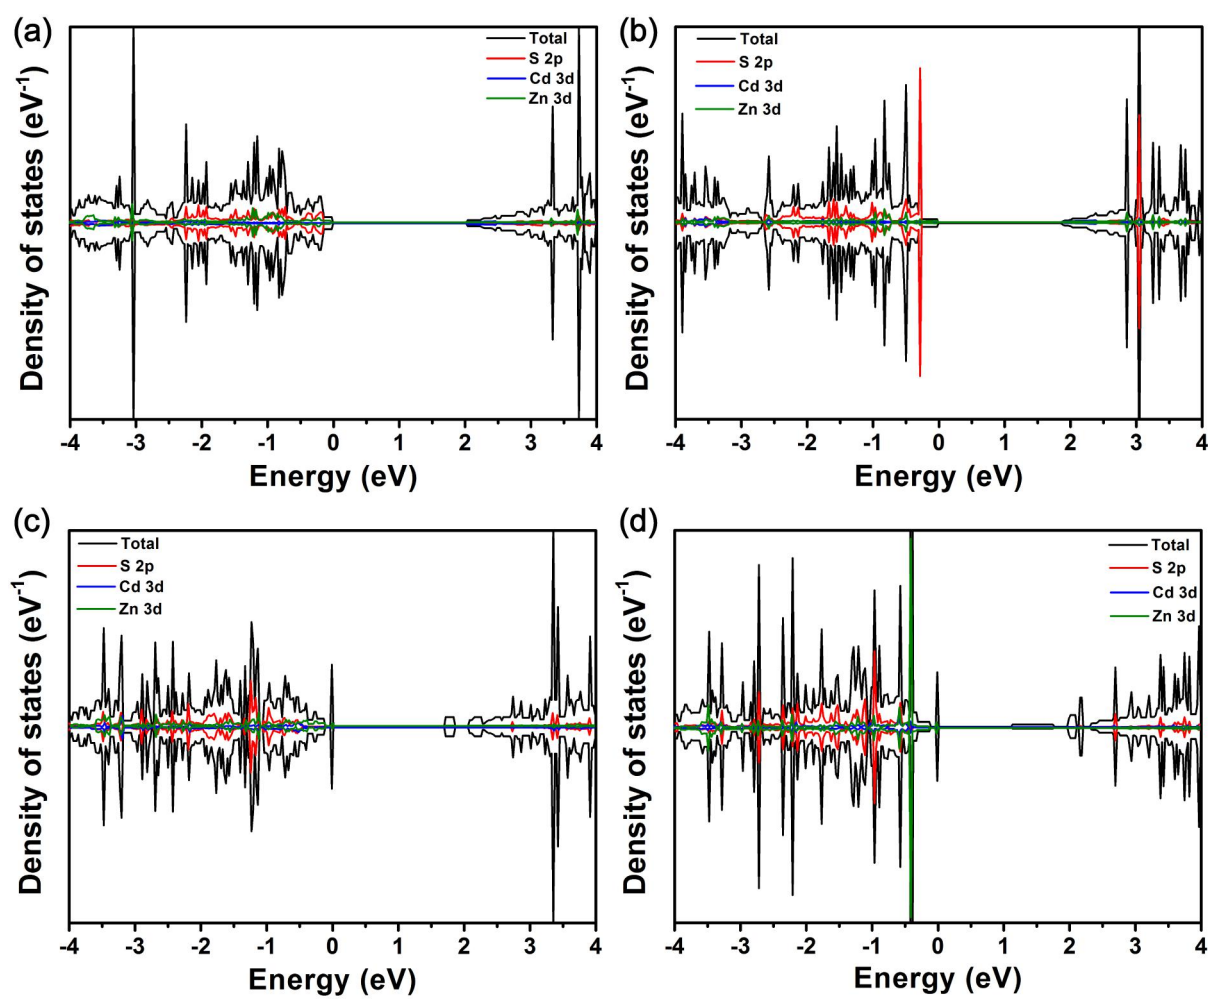 (a)
Total
S 2p
Cd 3d
Zn 3d
Density of states (eV⁻¹)
-4 -3 -2 -1 0 1 2 3 4
Energy (eV)
(b)
Total
S 2p
Cd 3d
Zn 3d
Density of states (eV⁻¹)
-4 -3 -2 -1 0 1 2 3 4
Energy (eV)
(c)
Total
S 2p
Cd 3d
Zn 3d
Density of states (eV⁻¹)
-4 -3 -2 -1 0 1 2 3 4
Energy (eV)
(d)
Total
S 2p
Cd 3d
Zn 3d
Density of states (eV⁻¹)
-4 -3 -2 -1 0 1 2 3 4
Energy (eV)